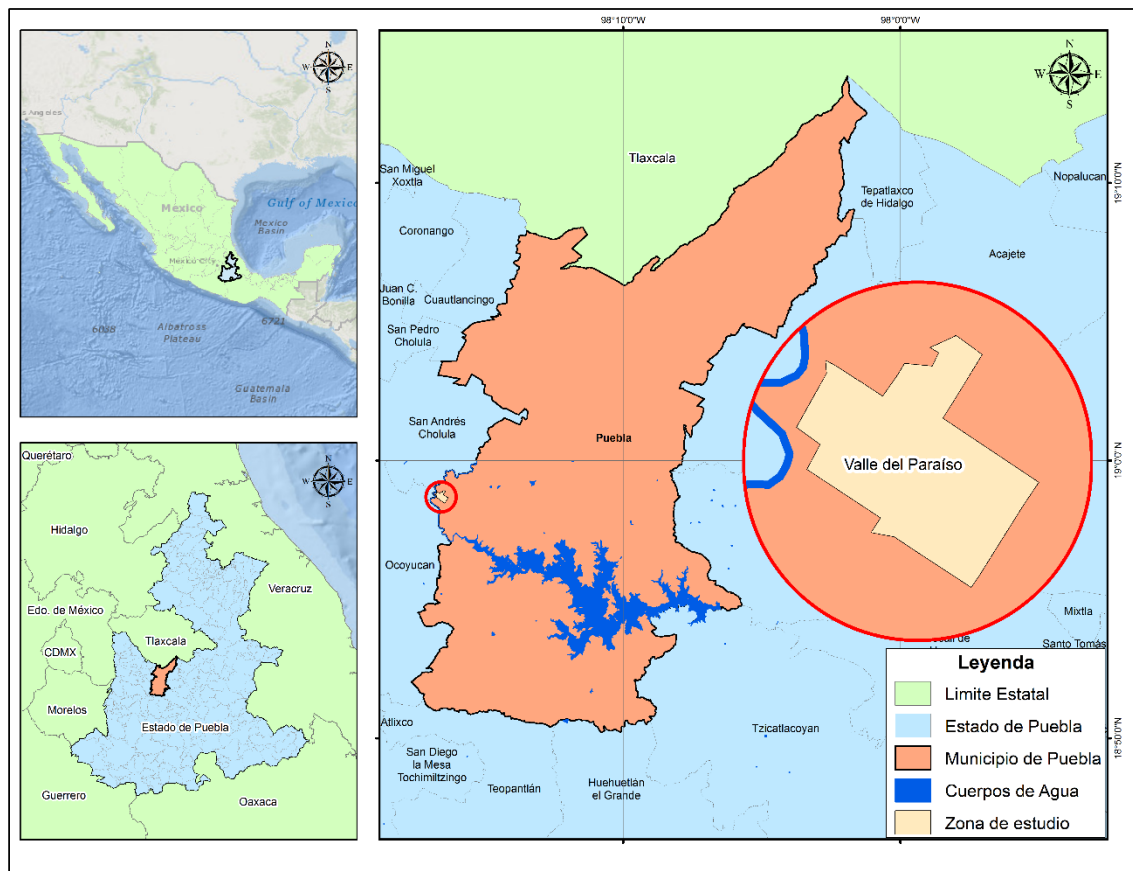 N
W E
S
os Angeles
Gulf of Mexico
Mexico
Mexico
Basin
Mexico City
6088
Albatross
Plateau
6721
Guatemala
Basin
Querétaro
N
W E
S
Hidalgo
Veracruz
Edo. de México
Tlaxcala
CDMX
Morelos
Estado de Puebla
Guerrero
Oaxaca
98°10'0"W
98°0'0"W
N
W E
S
Tlaxcala
San Miguel
Xoxtla
Nopalucan
19°10'0"N
Tepatlaxco
de Hidalgo
Coronango
Acajete
Juan C.
Bonilla
Cuautlancingo
San Pedro
Cholula
San Andrés
Cholula
Puebla
Valle del Paraíso
19°0'0"N
Ocoyucan
Mixtla
Santo Tomás
Atlixco
Tzicatlacoyan
18°50'0"N
San Diego
la Mesa
Tochimiltzingo
Teopantlán
Huehuetlán
el Grande
Leyenda
Limite Estatal
Estado de Puebla
Municipio de Puebla
Cuerpos de Agua
Zona de estudio